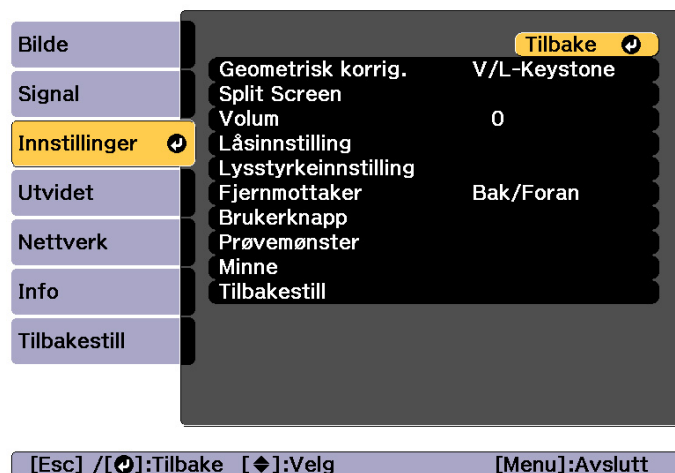 Bilde
Signal
Innstillinger
Utvidet
Nettverk
Info
Tilbakestill
Tilbake
Geometrisk korrig. V/L-Keystone
Split Screen
Volum 0
Låsinnstilling
Lysstyrkeinnstilling
Fjernmottaker Bak/Foran
Brukerknapp
Prøvemønster
Minne
Tilbakestill
[Esc] /[⏎]:Tilbake [◆]:Velg [Menu]:Avslutt